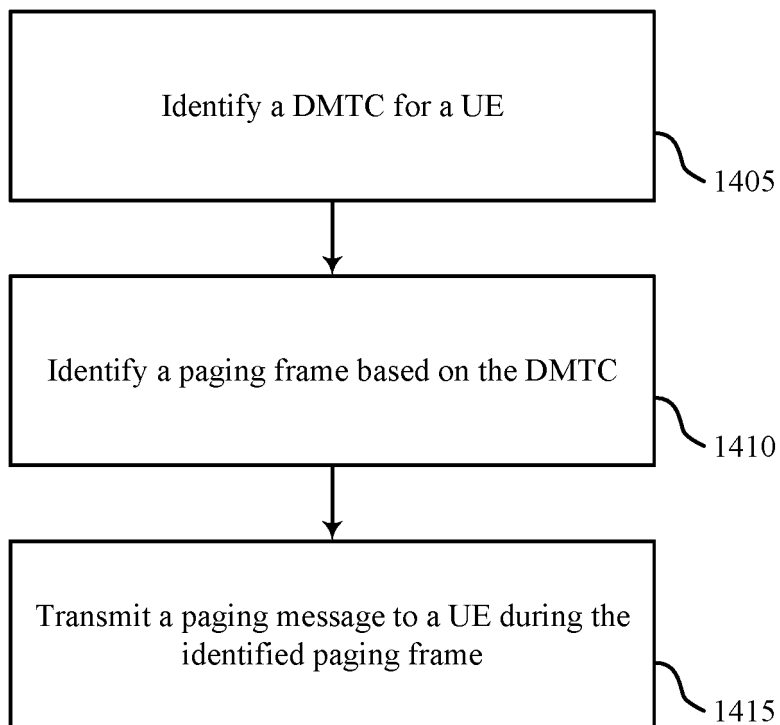 Identify a DMTC for a UE
1405
Identify a paging frame based on the DMTC
1410
Transmit a paging message to a UE during the
identified paging frame
1415